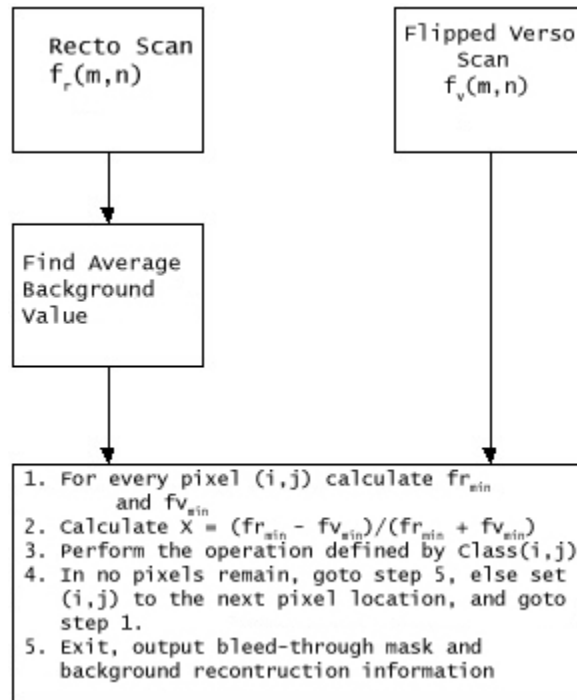 Recto Scan
fᵣ(m,n)
Flipped Verso
Scan
fᵥ(m,n)
Find Average
Background
Value
1. For every pixel (i,j) calculate fr_min
and fv_min
2. Calculate X = (fr_min - fv_min)/(fr_min + fv_min)
3. Perform the operation defined by Class(i,j)
4. In no pixels remain, goto step 5, else set
(i,j) to the next pixel location, and goto
step 1.
5. Exit, output bleed-through mask and
background recontruction information